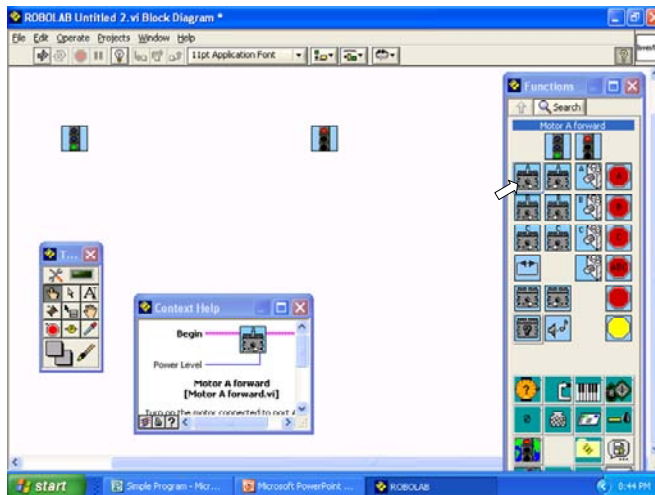 ROBOLAB Untitled 2.vi Block Diagram *
File Edit Operate Projects Window Help
11pt Application Font
Functions
Search
Motor A forward
A A A A
B B B B
C C C C
T...
A
Context Help
Begin
A
Power Level
Motor A forward
[Motor A forward.vi]
Turn on the motor connected to port A
start
Simple Program - Micr...
Microsoft PowerPoint ...
ROBOLAB
8:44 PM